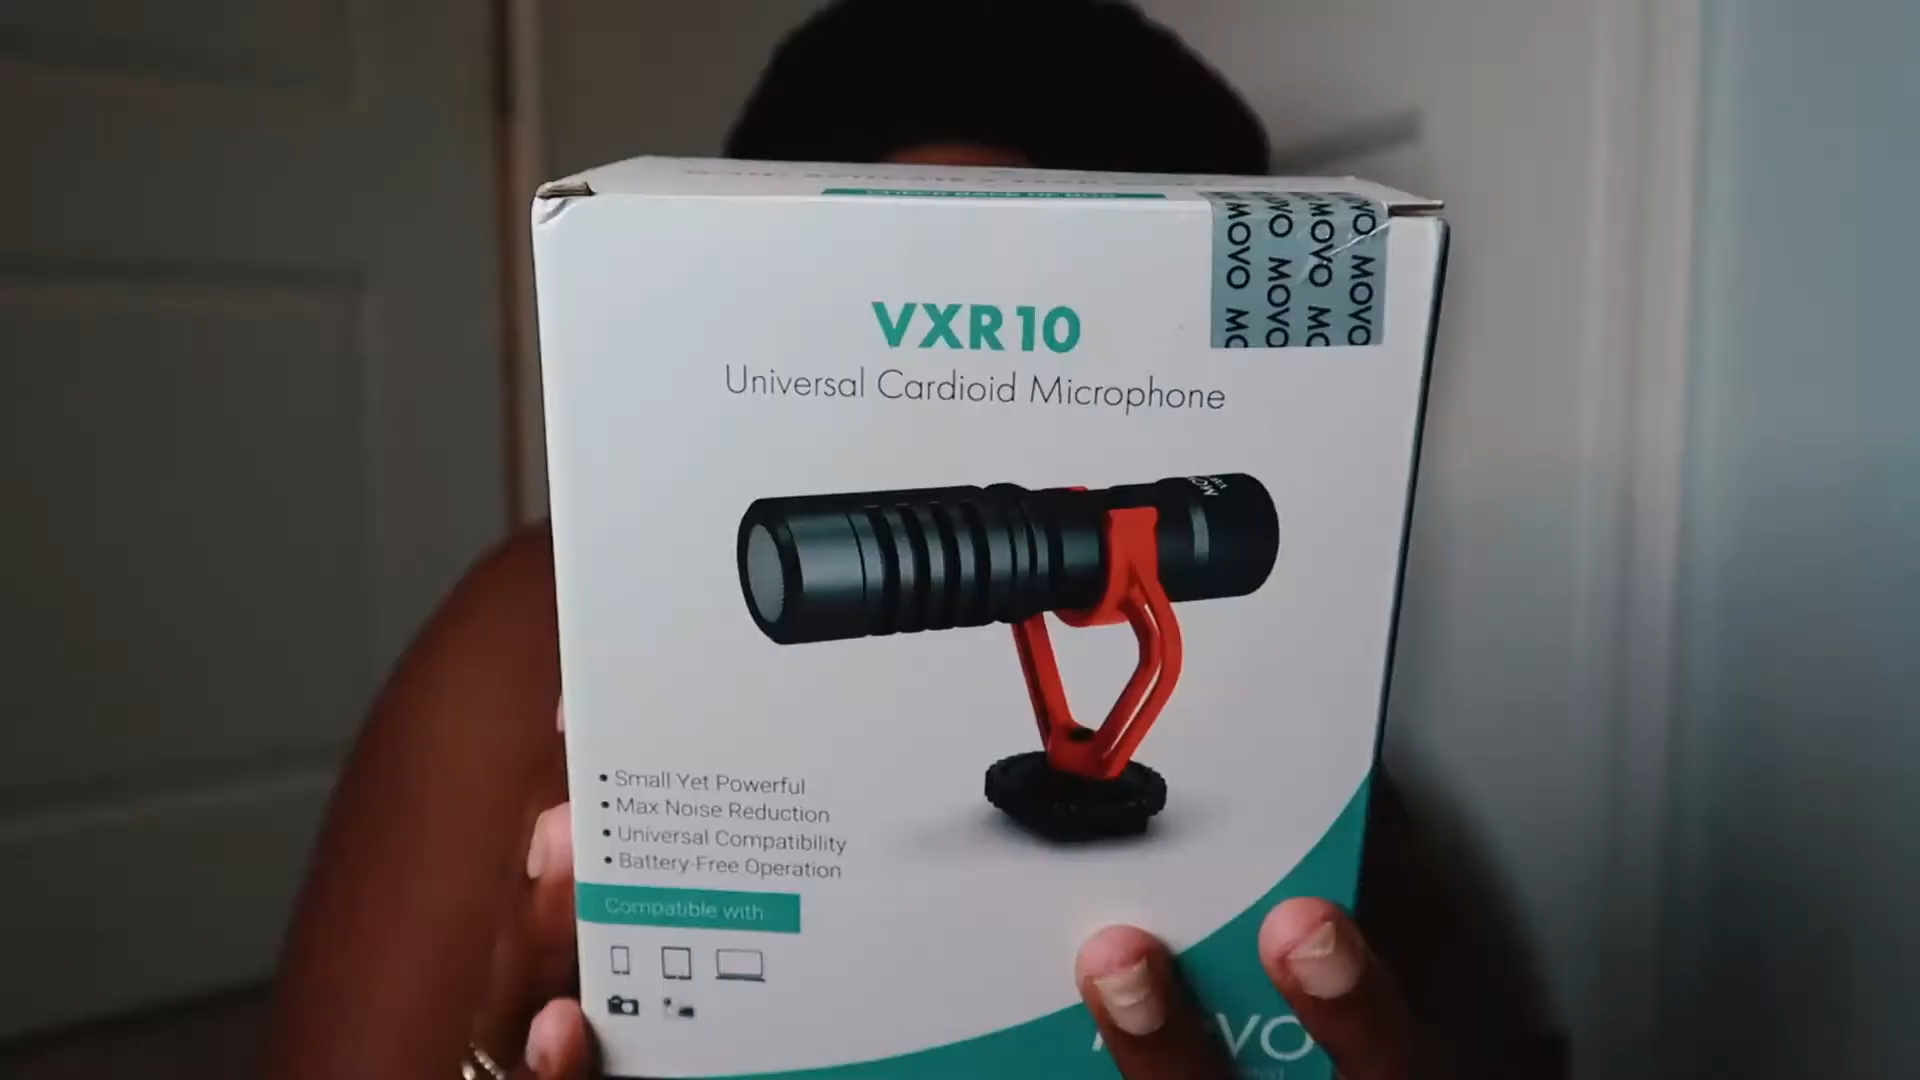 MOVO MOVO MOVO MOVO
VXR10
Universal Cardioid Microphone
MOVO
• Small Yet Powerful
• Max Noise Reduction
• Universal Compatibility
• Battery-Free Operation
Compatible with